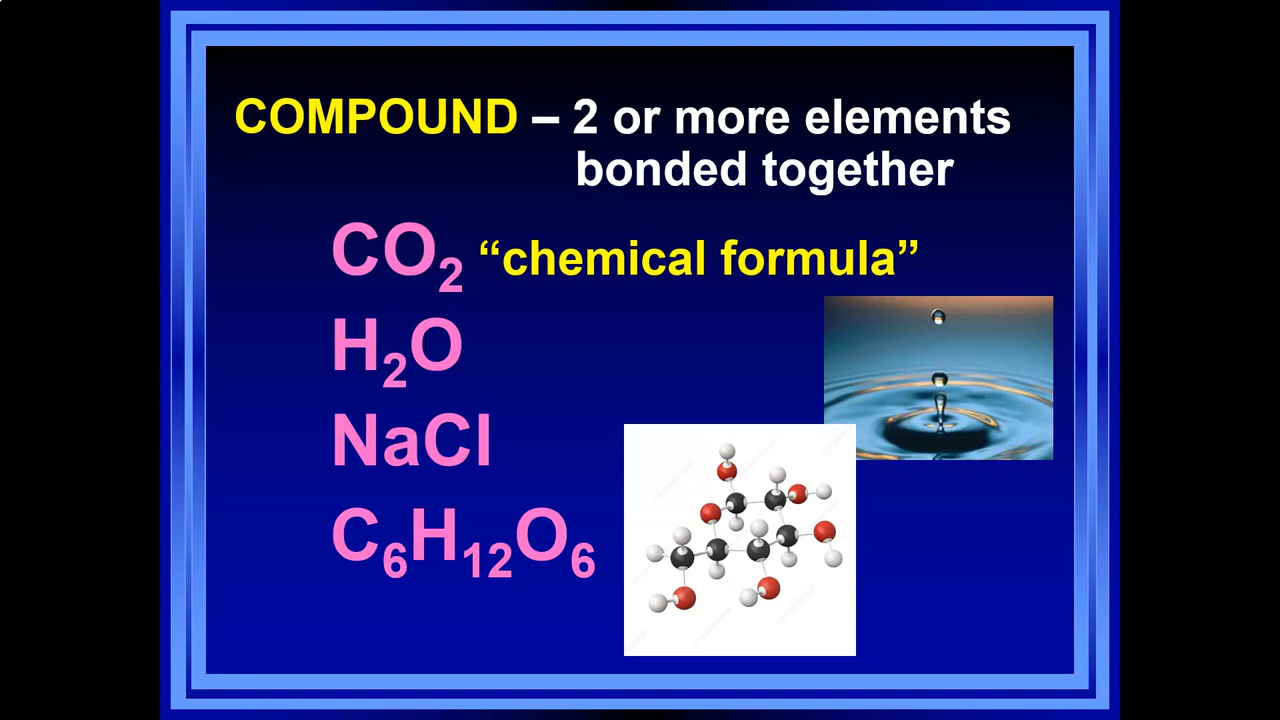 COMPOUND – 2 or more elements
bonded together
CO₂ “chemical formula”
H₂O
NaCl
C₆H₁₂O₆